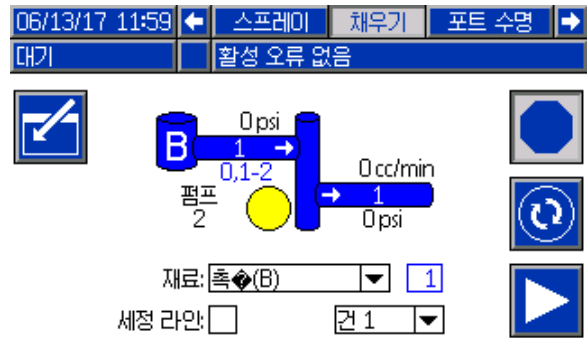 06/13/17 11:59 스프레이 채우기 포트 수명
대기 활성 오류 없음
0 psi
B 1
0,1-2
펌프
2
0 cc/min
1
0 psi
재료: 촉�(B) 1
세정 라인: 건 1